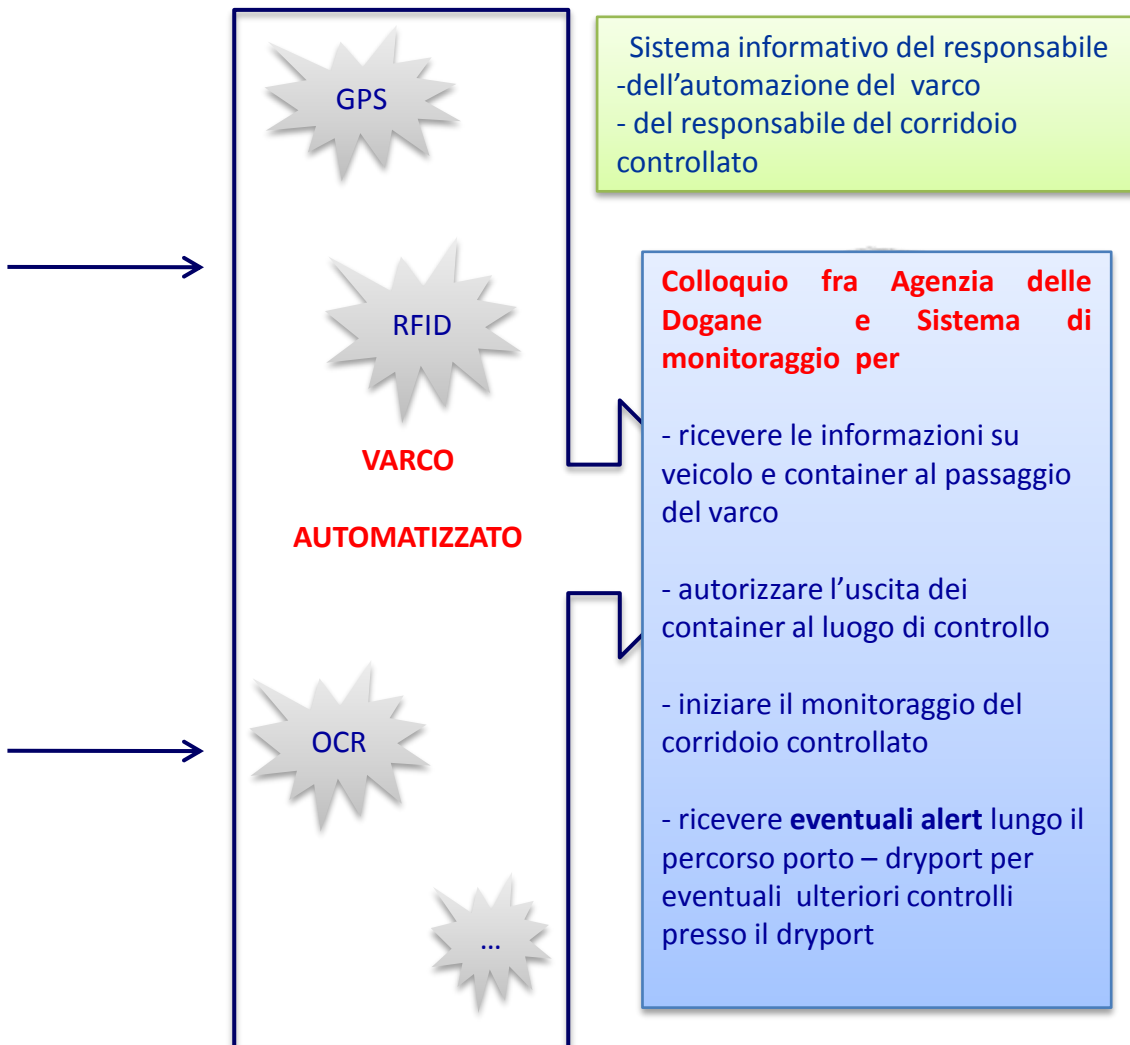 GPS
RFID
VARCO
AUTOMATIZZATO
OCR
...
Sistema informativo del responsabile
-dell’automazione del varco
- del responsabile del corridoio
controllato
Colloquio fra Agenzia delle
Dogane e Sistema di
monitoraggio per
- ricevere le informazioni su
veicolo e container al passaggio
del varco
- autorizzare l’uscita dei
container al luogo di controllo
- iniziare il monitoraggio del
corridoio controllato
- ricevere eventuali alert lungo il
percorso porto – dryport per
eventuali ulteriori controlli
presso il dryport